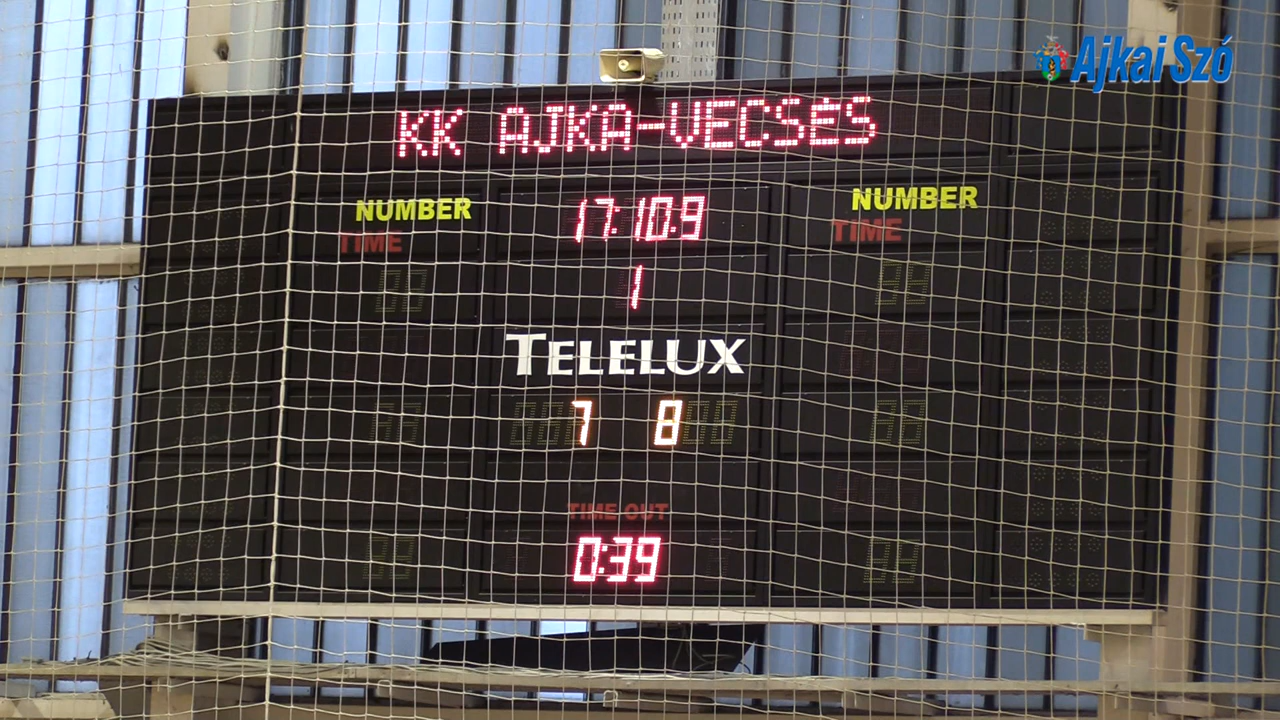 Ajkai Szó
KK AJKA-VECSÉS
NUMBER
TIME
17:10.9
NUMBER
TIME
1
TELELUX
7 8
TIME OUT
0:39